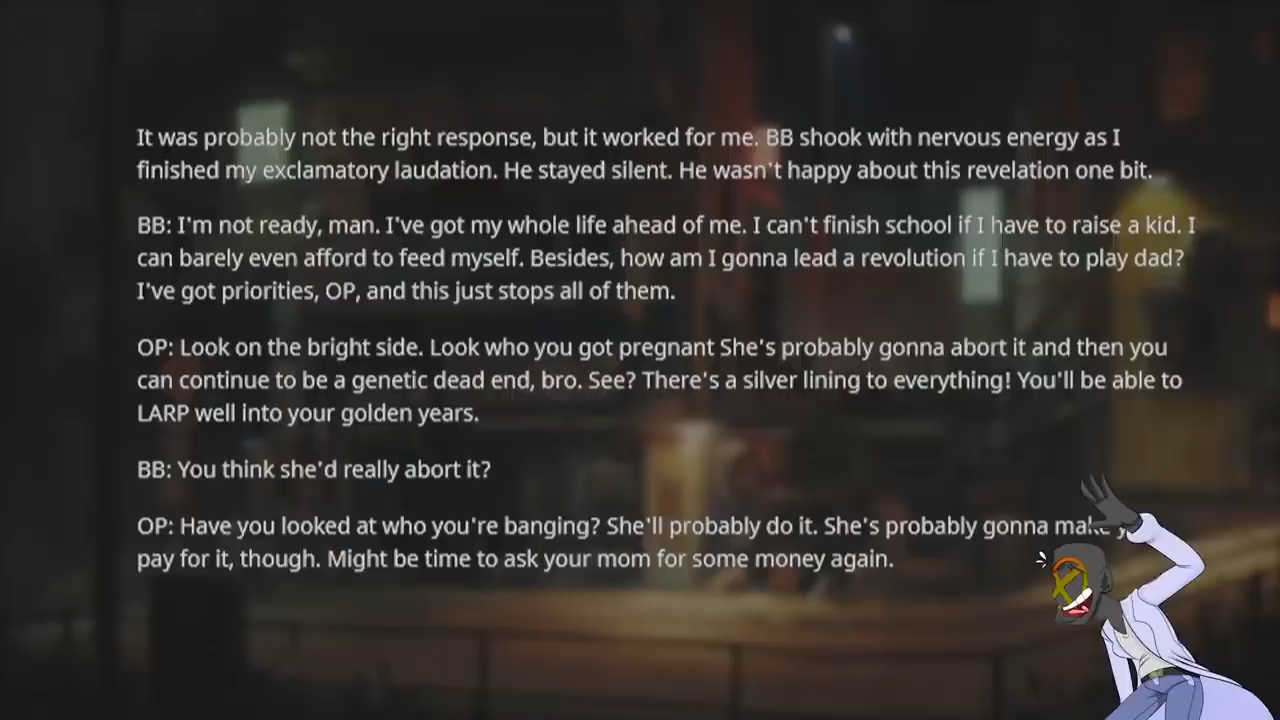 It was probably not the right response, but it worked for me. BB shook with nervous energy as I
finished my exclamatory laudation. He stayed silent. He wasn't happy about this revelation one bit.
BB: I'm not ready, man. I've got my whole life ahead of me. I can't finish school if I have to raise a kid. I
can barely even afford to feed myself. Besides, how am I gonna lead a revolution if I have to play dad?
I've got priorities, OP, and this just stops all of them.
OP: Look on the bright side. Look who you got pregnant She's probably gonna abort it and then you
can continue to be a genetic dead end, bro. See? There's a silver lining to everything! You'll be able to
LARP well into your golden years.
BB: You think she'd really abort it?
OP: Have you looked at who you're banging? She'll probably do it. She's probably gonna make
pay for it, though. Might be time to ask your mom for some money again.